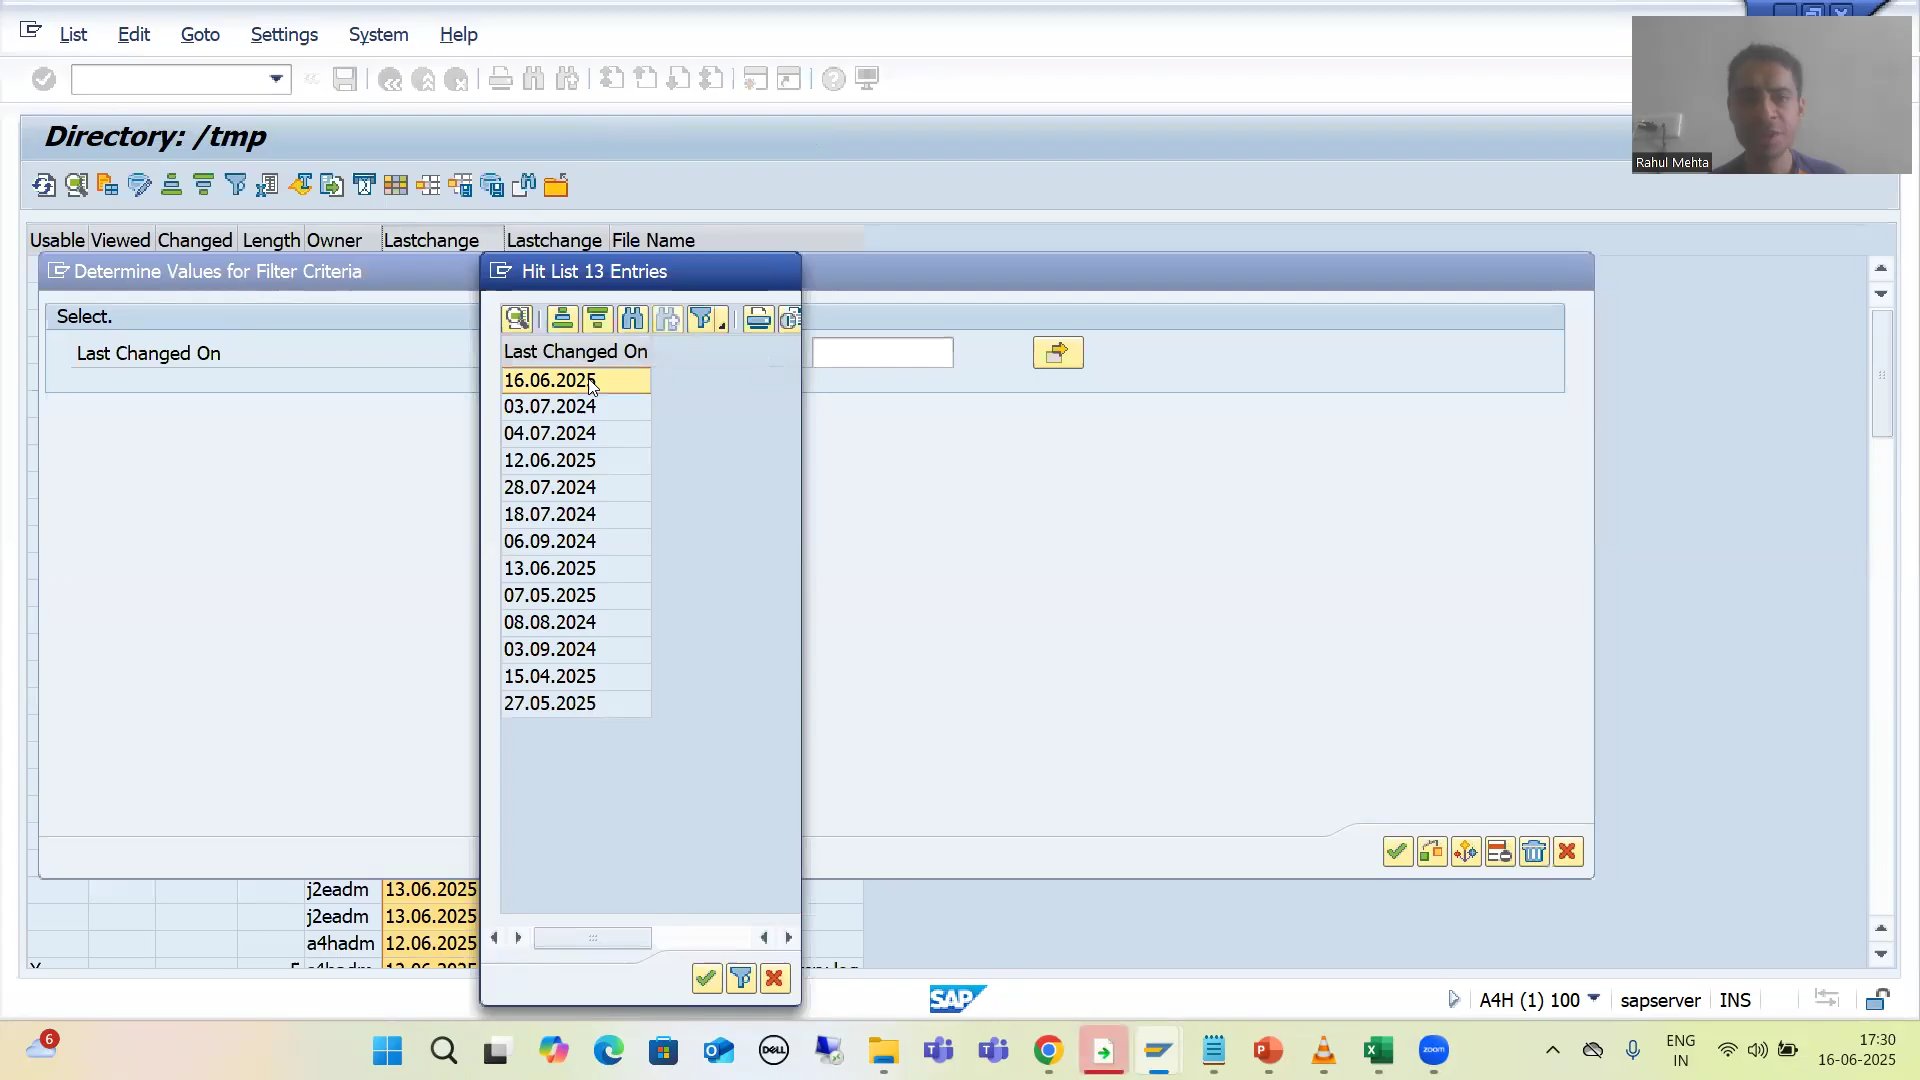 List Edit Goto Settings System Help
Rahul Mehta
Directory: /tmp
Usable Viewed Changed Length Owner Lastchange Lastchange File Name
Determine Values for Filter Criteria
Hit List 13 Entries
Select.
Last Changed On
Last Changed On
16.06.2025
03.07.2024
04.07.2024
12.06.2025
28.07.2024
18.07.2024
06.09.2024
13.06.2025
07.05.2025
08.08.2024
03.09.2024
15.04.2025
27.05.2025
j2eadm 13.06.2025
j2eadm 13.06.2025
a4hadm 12.06.2025
SAP
A4H (1) 100 sapserver INS
6
DELL
zoom
ENG
IN
17:30
16-06-2025